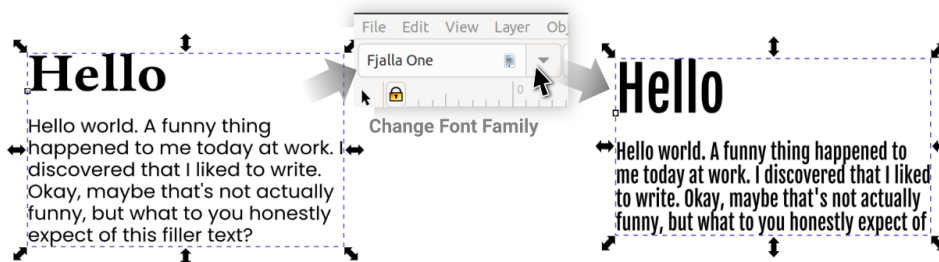 Hello
Hello world. A funny thing
happened to me today at work. I
discovered that I liked to write.
Okay, maybe that's not actually
funny, but what to you honestly
expect of this filler text?
File Edit View Layer Obj
Fjalla One
0
Change Font Family
Hello
Hello world. A funny thing happened to
me today at work. I discovered that I liked
to write. Okay, maybe that's not actually
funny, but what to you honestly expect of